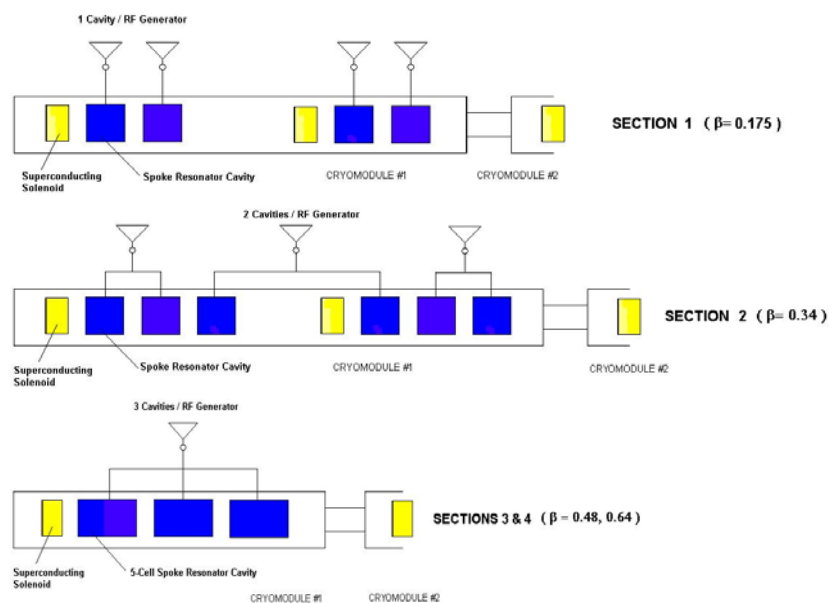 1 Cavity / RF Generator
SECTION 1 ( β= 0.175 )
Superconducting
Solenoid
Spoke Resonator Cavity
CRYOMODULE #1
CRYOMODULE #2
2 Cavities / RF Generator
SECTION 2 ( β= 0.34 )
Superconducting
Solenoid
Spoke Resonator Cavity
CRYOMODULE #1
CRYOMODULE #2
3 Cavities / RF Generator
SECTIONS 3 & 4 ( β = 0.48, 0.64 )
Superconducting
Solenoid
5-Cell Spoke Resonator Cavity
CRYOMODULE #1
CRYOMODULE #2